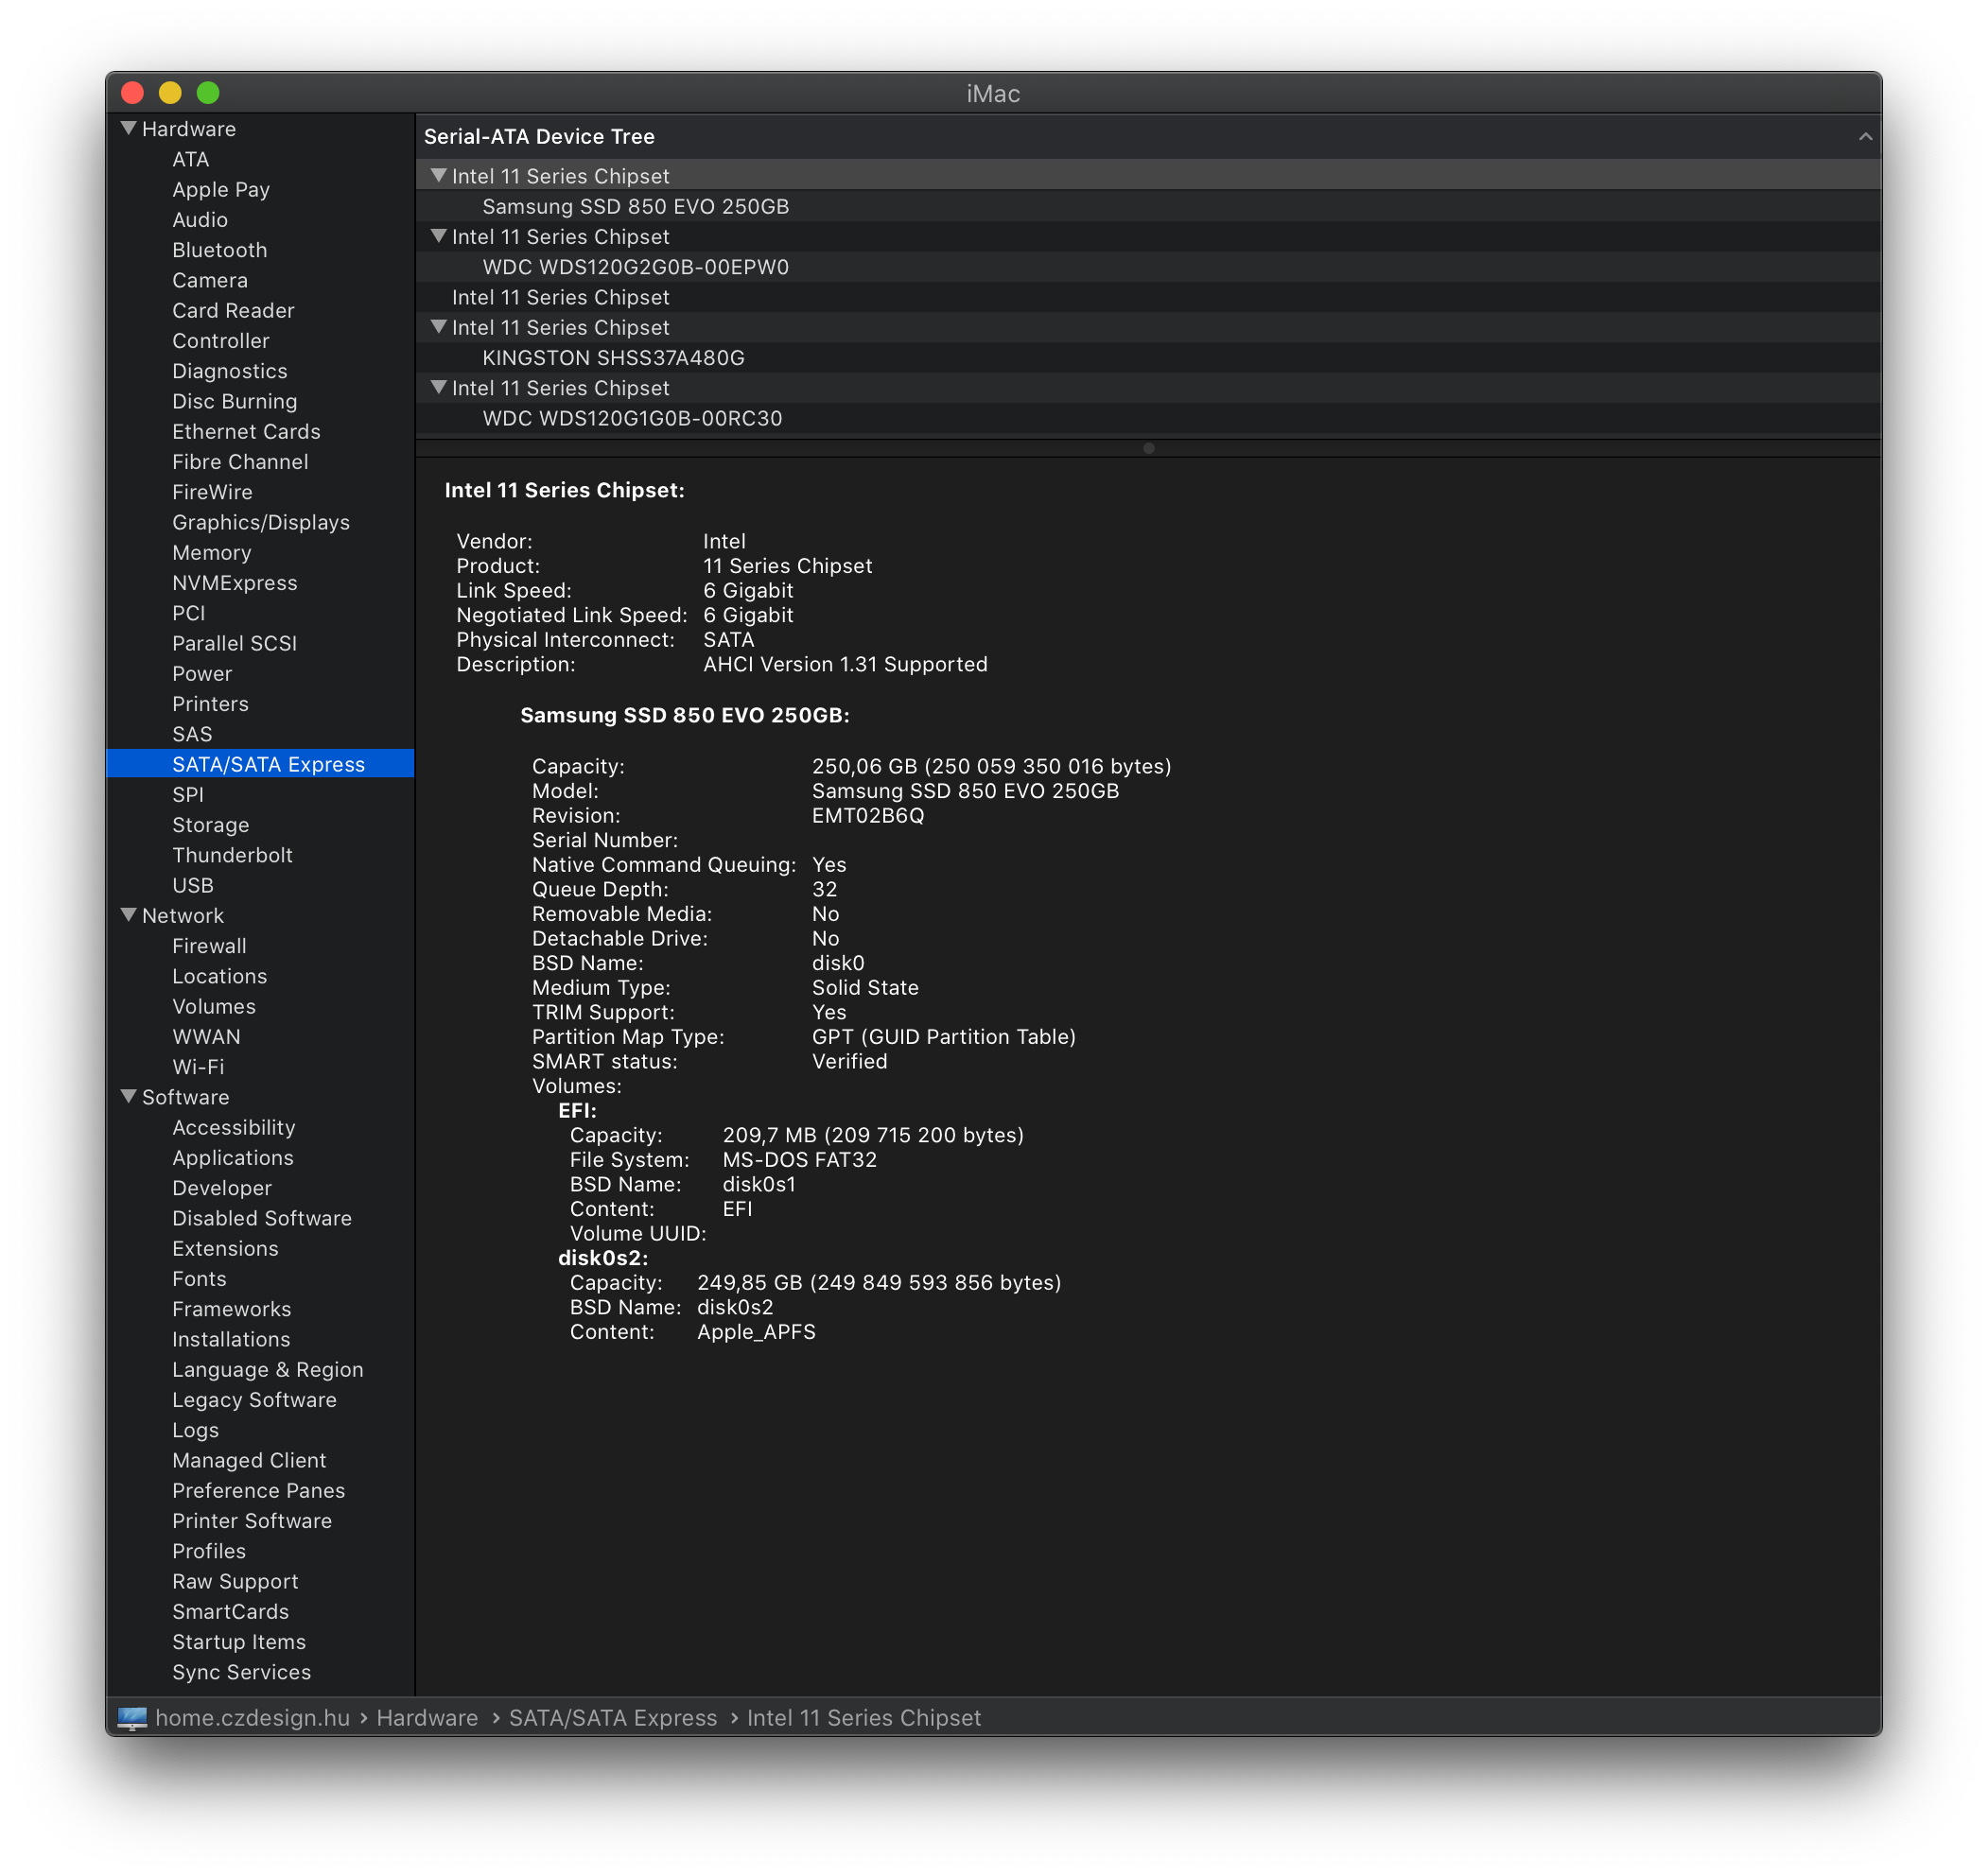 iMac
Hardware
ATA
Apple Pay
Audio
Bluetooth
Camera
Card Reader
Controller
Diagnostics
Disc Burning
Ethernet Cards
Fibre Channel
FireWire
Graphics/Displays
Memory
NVMExpress
PCI
Parallel SCSI
Power
Printers
SAS
SATA/SATA Express
SPI
Storage
Thunderbolt
USB
Network
Firewall
Locations
Volumes
WWAN
Wi-Fi
Software
Accessibility
Applications
Developer
Disabled Software
Extensions
Fonts
Frameworks
Installations
Language & Region
Legacy Software
Logs
Managed Client
Preference Panes
Printer Software
Profiles
Raw Support
SmartCards
Startup Items
Sync Services
Serial-ATA Device Tree
Intel 11 Series Chipset
Samsung SSD 850 EVO 250GB
Intel 11 Series Chipset
WDC WDS120G2G0B-00EPW0
Intel 11 Series Chipset
Intel 11 Series Chipset
KINGSTON SHSS37A480G
Intel 11 Series Chipset
WDC WDS120G1G0B-00RC30
Intel 11 Series Chipset:
Vendor: Intel
Product: 11 Series Chipset
Link Speed: 6 Gigabit
Negotiated Link Speed: 6 Gigabit
Physical Interconnect: SATA
Description: AHCI Version 1.31 Supported
Samsung SSD 850 EVO 250GB:
Capacity: 250,06 GB (250 059 350 016 bytes)
Model: Samsung SSD 850 EVO 250GB
Revision: EMT02B6Q
Serial Number:
Native Command Queuing: Yes
Queue Depth: 32
Removable Media: No
Detachable Drive: No
BSD Name: disk0
Medium Type: Solid State
TRIM Support: Yes
Partition Map Type: GPT (GUID Partition Table)
SMART status: Verified
Volumes:
EFI:
Capacity: 209,7 MB (209 715 200 bytes)
File System: MS-DOS FAT32
BSD Name: disk0s1
Content: EFI
Volume UUID:
disk0s2:
Capacity: 249,85 GB (249 849 593 856 bytes)
BSD Name: disk0s2
Content: Apple_APFS
home.czdesign.hu › Hardware › SATA/SATA Express › Intel 11 Series Chipset